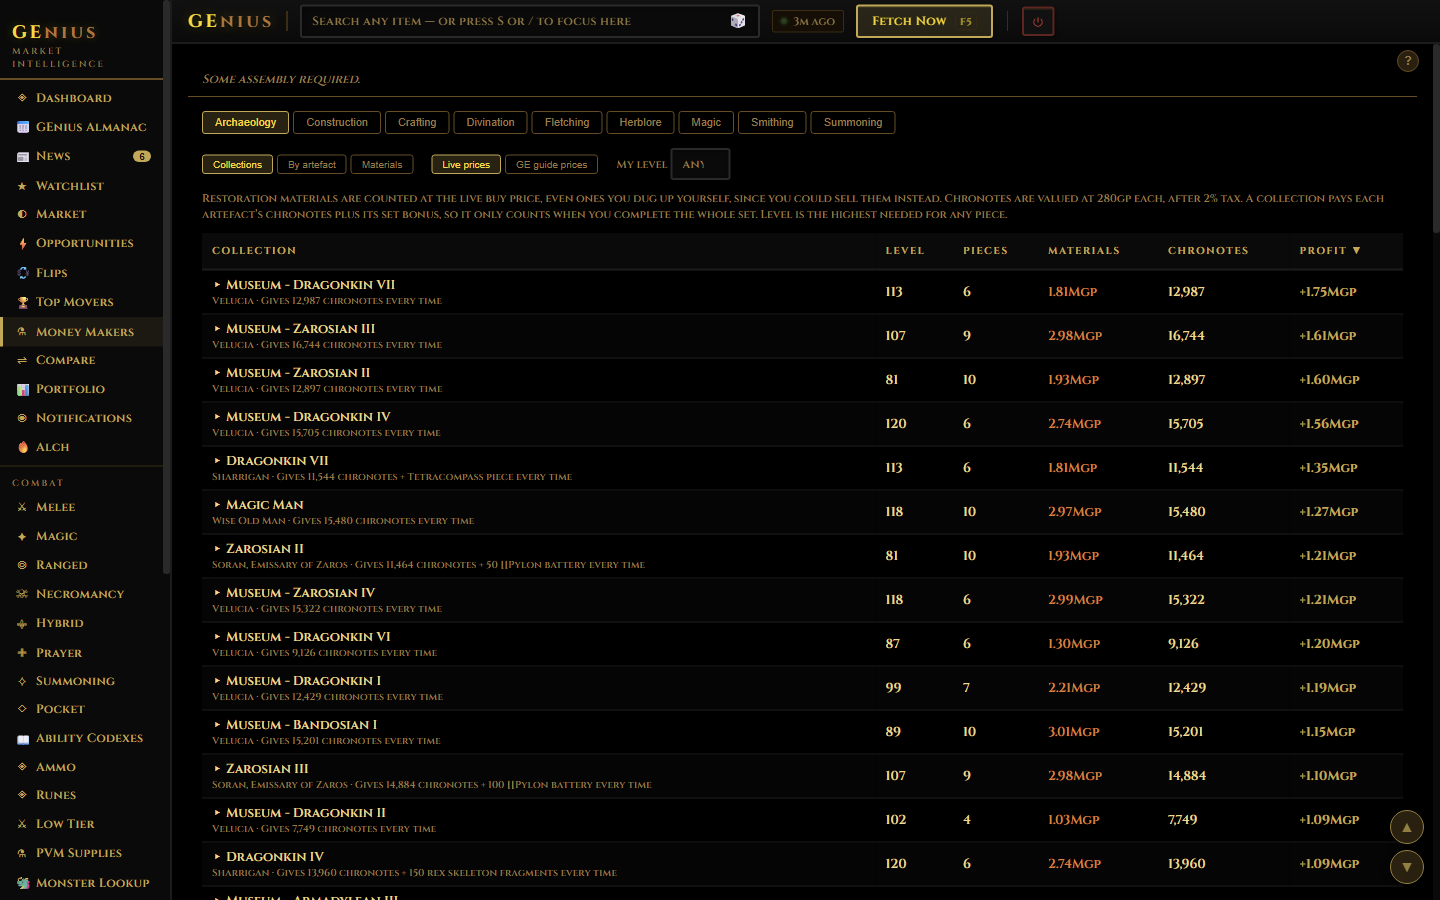 GENIUS
MARKET
INTELLIGENCE
DASHBOARD
GENIUS ALMANAC
NEWS 6
WATCHLIST
MARKET
OPPORTUNITIES
FLIPS
TOP MOVERS
MONEY MAKERS
COMPARE
PORTFOLIO
NOTIFICATIONS
ALCH
COMBAT
MELEE
MAGIC
RANGED
NECROMANCY
HYBRID
PRAYER
SUMMONING
POCKET
ABILITY CODEXES
AMMO
RUNES
LOW TIER
PVM SUPPLIES
MONSTER LOOKUP
GENIUS
SEARCH ANY ITEM — OR PRESS S OR / TO FOCUS HERE
3M AGO
FETCH NOW F5
?
SOME ASSEMBLY REQUIRED.
Archaeology Construction Crafting Divination Fletching Herblore Magic Smithing Summoning
Collections By artefact Materials Live prices GE guide prices MY LEVEL ANY
RESTORATION MATERIALS ARE COUNTED AT THE LIVE BUY PRICE, EVEN ONES YOU DUG UP YOURSELF, SINCE YOU COULD SELL THEM INSTEAD. CHRONOTES ARE VALUED AT 280GP EACH, AFTER 2% TAX. A COLLECTION PAYS EACH
ARTEFACT'S CHRONOTES PLUS ITS SET BONUS, SO IT ONLY COUNTS WHEN YOU COMPLETE THE WHOLE SET. LEVEL IS THE HIGHEST NEEDED FOR ANY PIECE.
COLLECTION LEVEL PIECES MATERIALS CHRONOTES PROFIT ▼
▸ MUSEUM - DRAGONKIN VII 113 6 1.81MGP 12,987 +1.75MGP
VELUCIA · GIVES 12,987 CHRONOTES EVERY TIME
▸ MUSEUM - ZAROSIAN III 107 9 2.98MGP 16,744 +1.61MGP
VELUCIA · GIVES 16,744 CHRONOTES EVERY TIME
▸ MUSEUM - ZAROSIAN II 81 10 1.93MGP 12,897 +1.60MGP
VELUCIA · GIVES 12,897 CHRONOTES EVERY TIME
▸ MUSEUM - DRAGONKIN IV 120 6 2.74MGP 15,705 +1.56MGP
VELUCIA · GIVES 15,705 CHRONOTES EVERY TIME
▸ DRAGONKIN VII 113 6 1.81MGP 11,544 +1.35MGP
SHARRIGAN · GIVES 11,544 CHRONOTES + TETRACOMPASS PIECE EVERY TIME
▸ MAGIC MAN 118 10 2.97MGP 15,480 +1.27MGP
WISE OLD MAN · GIVES 15,480 CHRONOTES EVERY TIME
▸ ZAROSIAN II 81 10 1.93MGP 11,464 +1.21MGP
SORAN, EMISSARY OF ZAROS · GIVES 11,464 CHRONOTES + 50 [[PYLON BATTERY EVERY TIME
▸ MUSEUM - ZAROSIAN IV 118 6 2.99MGP 15,322 +1.21MGP
VELUCIA · GIVES 15,322 CHRONOTES EVERY TIME
▸ MUSEUM - DRAGONKIN VI 87 6 1.30MGP 9,126 +1.20MGP
VELUCIA · GIVES 9,126 CHRONOTES EVERY TIME
▸ MUSEUM - DRAGONKIN I 99 7 2.21MGP 12,429 +1.19MGP
VELUCIA · GIVES 12,429 CHRONOTES EVERY TIME
▸ MUSEUM - BANDOSIAN I 89 10 3.01MGP 15,201 +1.15MGP
VELUCIA · GIVES 15,201 CHRONOTES EVERY TIME
▸ ZAROSIAN III 107 9 2.98MGP 14,884 +1.10MGP
SORAN, EMISSARY OF ZAROS · GIVES 14,884 CHRONOTES + 100 [[PYLON BATTERY EVERY TIME
▸ MUSEUM - DRAGONKIN II 102 4 1.03MGP 7,749 +1.09MGP
VELUCIA · GIVES 7,749 CHRONOTES EVERY TIME
▸ DRAGONKIN IV 120 6 2.74MGP 13,960 +1.09MGP
SHARRIGAN · GIVES 13,960 CHRONOTES + 150 REX SKELETON FRAGMENTS EVERY TIME
MUSEUM - ARMADYLEAN III